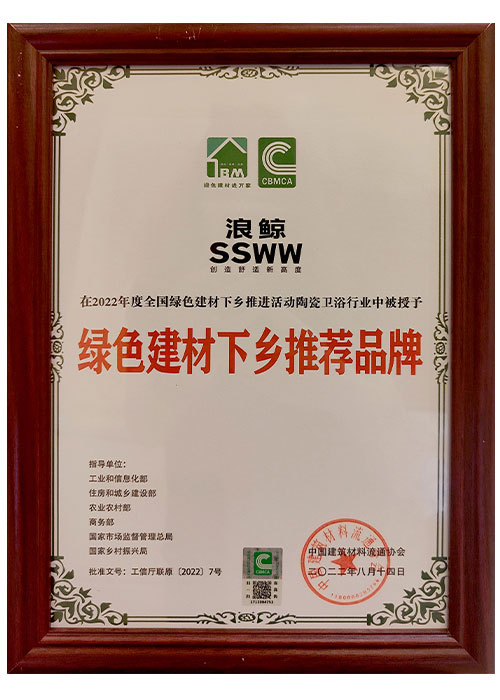 BM
绿色建材进万家
CBMCA
浪鲸
SSWW
创造舒适新高度
在2022年度全国绿色建材下乡推进活动陶瓷卫浴行业中被授予
绿色建材下乡推荐品牌
指导单位：
工业和信息化部
住房和城乡建设部
农业农村部
商务部
国家市场监督管理总局
国家乡村振兴局
批准文号：工信厅联原〔2022〕7号
中国建筑材料流通协会
二〇二二年八月十四日